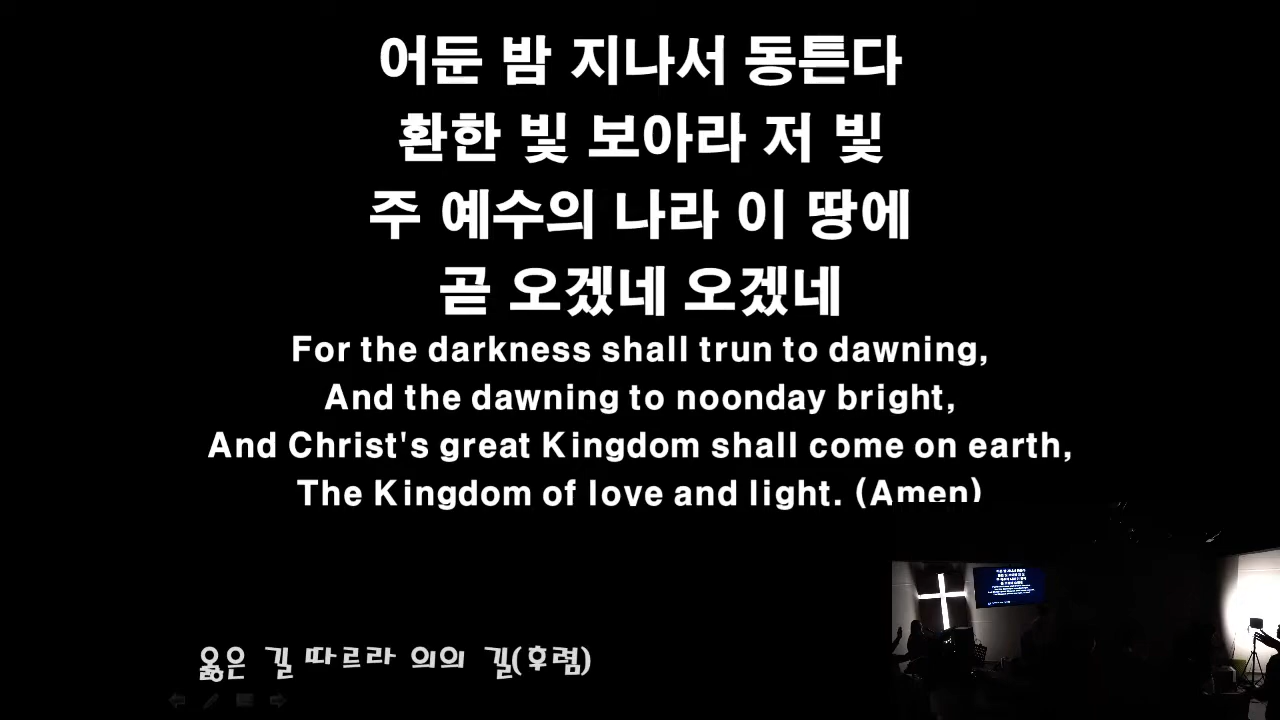 어둔 밤 지나서 동튼다
환한 빛 보아라 저 빛
주 예수의 나라 이 땅에
곧 오겠네 오겠네
For the darkness shall trun to dawning,
And the dawning to noonday bright,
And Christ's great Kingdom shall come on earth,
The Kingdom of love and light. (Amen)
옳은 길 따르라 의의 길(후렴)